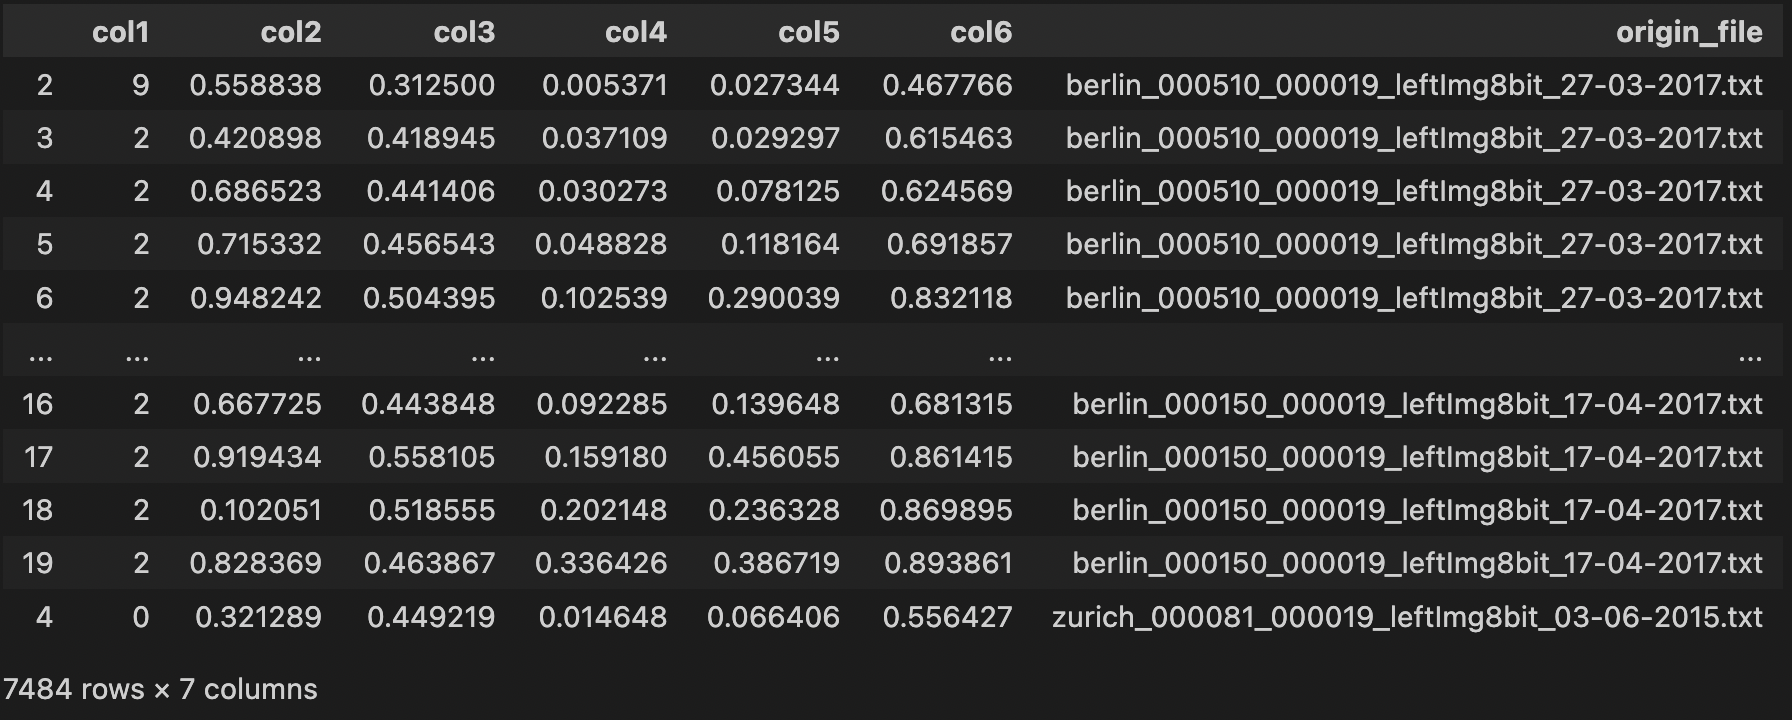 col1 col2 col3 col4 col5 col6 origin_file
2 9 0.558838 0.312500 0.005371 0.027344 0.467766 berlin_000510_000019_leftImg8bit_27-03-2017.txt
3 2 0.420898 0.418945 0.037109 0.029297 0.615463 berlin_000510_000019_leftImg8bit_27-03-2017.txt
4 2 0.686523 0.441406 0.030273 0.078125 0.624569 berlin_000510_000019_leftImg8bit_27-03-2017.txt
5 2 0.715332 0.456543 0.048828 0.118164 0.691857 berlin_000510_000019_leftImg8bit_27-03-2017.txt
6 2 0.948242 0.504395 0.102539 0.290039 0.832118 berlin_000510_000019_leftImg8bit_27-03-2017.txt
... ... ... ... ... ... ... ...
16 2 0.667725 0.443848 0.092285 0.139648 0.681315 berlin_000150_000019_leftImg8bit_17-04-2017.txt
17 2 0.919434 0.558105 0.159180 0.456055 0.861415 berlin_000150_000019_leftImg8bit_17-04-2017.txt
18 2 0.102051 0.518555 0.202148 0.236328 0.869895 berlin_000150_000019_leftImg8bit_17-04-2017.txt
19 2 0.828369 0.463867 0.336426 0.386719 0.893861 berlin_000150_000019_leftImg8bit_17-04-2017.txt
4 0 0.321289 0.449219 0.014648 0.066406 0.556427 zurich_000081_000019_leftImg8bit_03-06-2015.txt
7484 rows × 7 columns